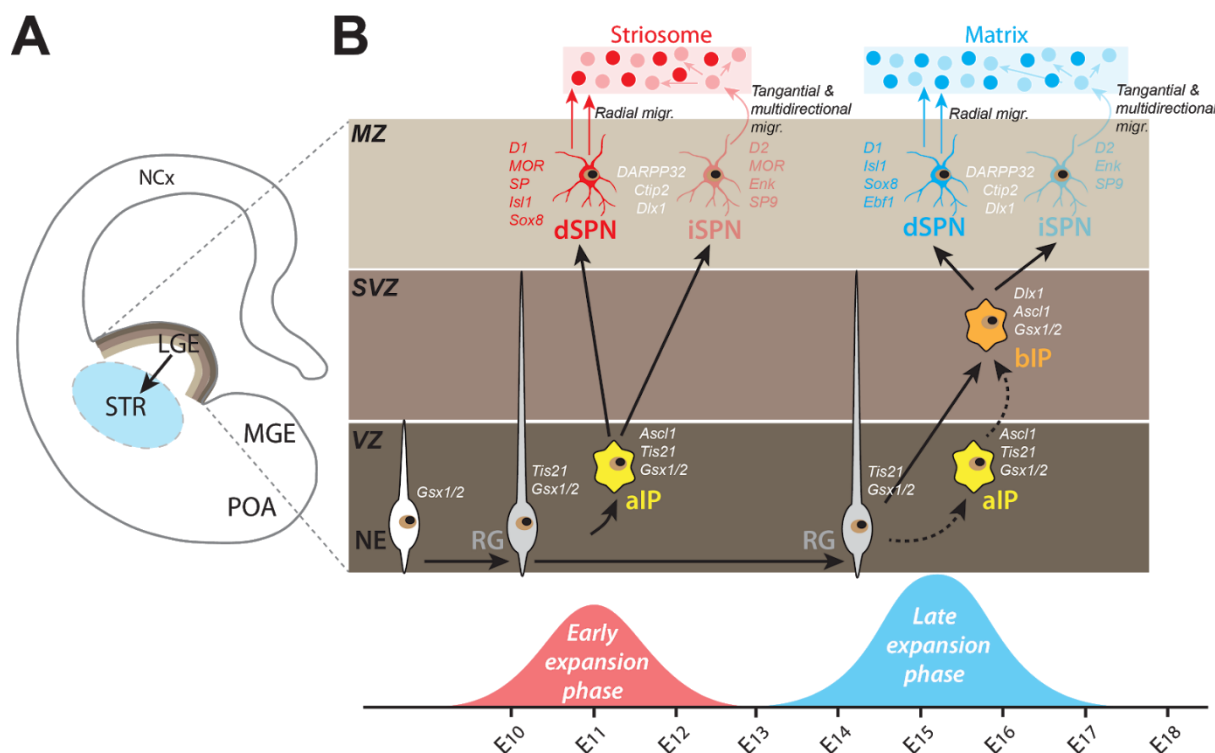 A
B
NCx
LGE
STR
MGE
POA
Striosome
Matrix
Radial migr.
Tangential &
multidirectional
migr.
Radial migr.
Tangential &
multidirectional
migr.
MZ
D1
MOR
SP
Isl1
Sox8
DARPP32
Ctip2
Dlx1
D2
MOR
Enk
SP9
dSPN
iSPN
D1
Isl1
Sox8
Ebf1
DARPP32
Ctip2
Dlx1
D2
Enk
SP9
dSPN
iSPN
SVZ
Dlx1
Ascl1
Gsx1/2
bIP
VZ
Gsx1/2
NE
Tis21
Gsx1/2
RG
Ascl1
Tis21
Gsx1/2
aIP
Tis21
Gsx1/2
RG
Ascl1
Tis21
Gsx1/2
aIP
Early
expansion
phase
Late
expansion
phase
E10
E11
E12
E13
E14
E15
E16
E17
E18